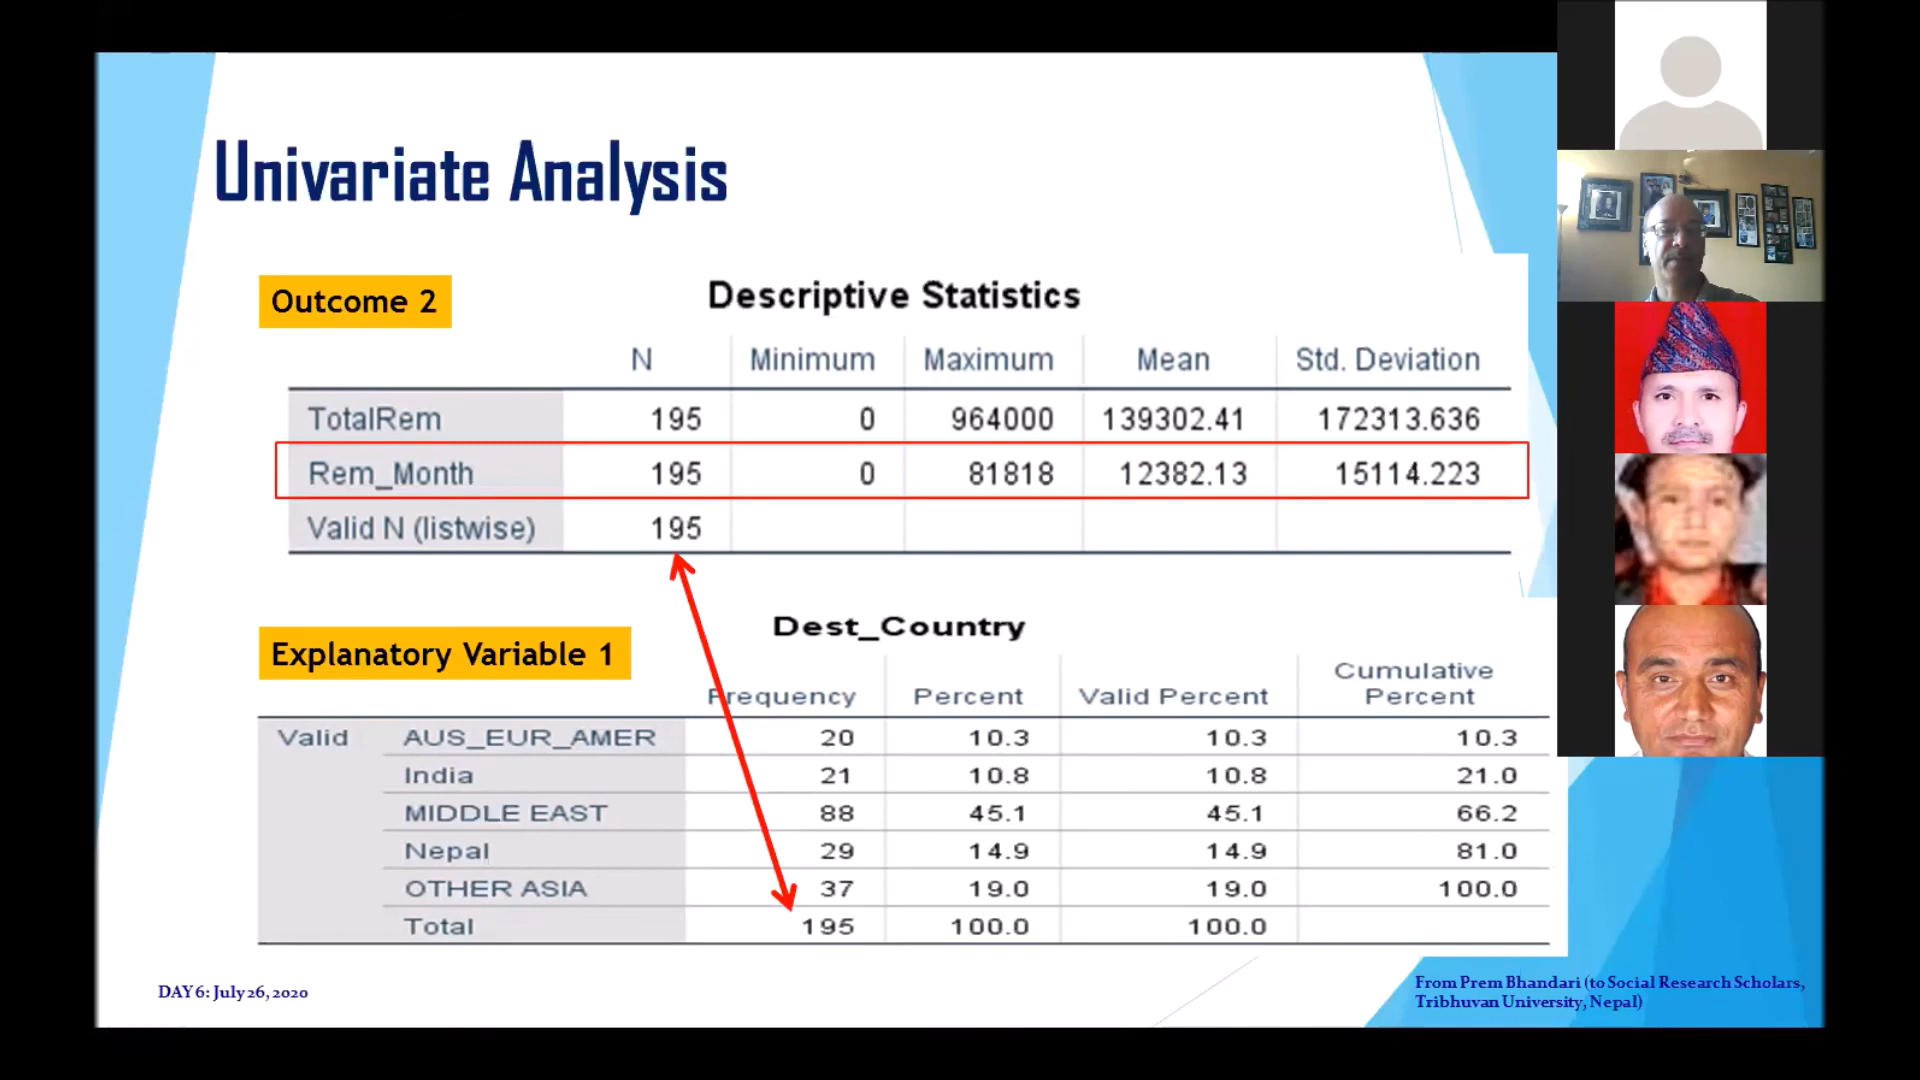 Univariate Analysis
Outcome 2
Descriptive Statistics
N Minimum Maximum Mean Std. Deviation
TotalRem 195 0 964000 139302.41 172313.636
Rem_Month 195 0 81818 12382.13 15114.223
Valid N (listwise) 195
Explanatory Variable 1
Dest_Country
Frequency Percent Valid Percent Cumulative Percent
Valid AUS_EUR_AMER 20 10.3 10.3 10.3
India 21 10.8 10.8 21.0
MIDDLE EAST 88 45.1 45.1 66.2
Nepal 29 14.9 14.9 81.0
OTHER ASIA 37 19.0 19.0 100.0
Total 195 100.0 100.0
DAY 6: July 26, 2020
From Prem Bhandari (to Social Research Scholars,
Tribhuvan University, Nepal)